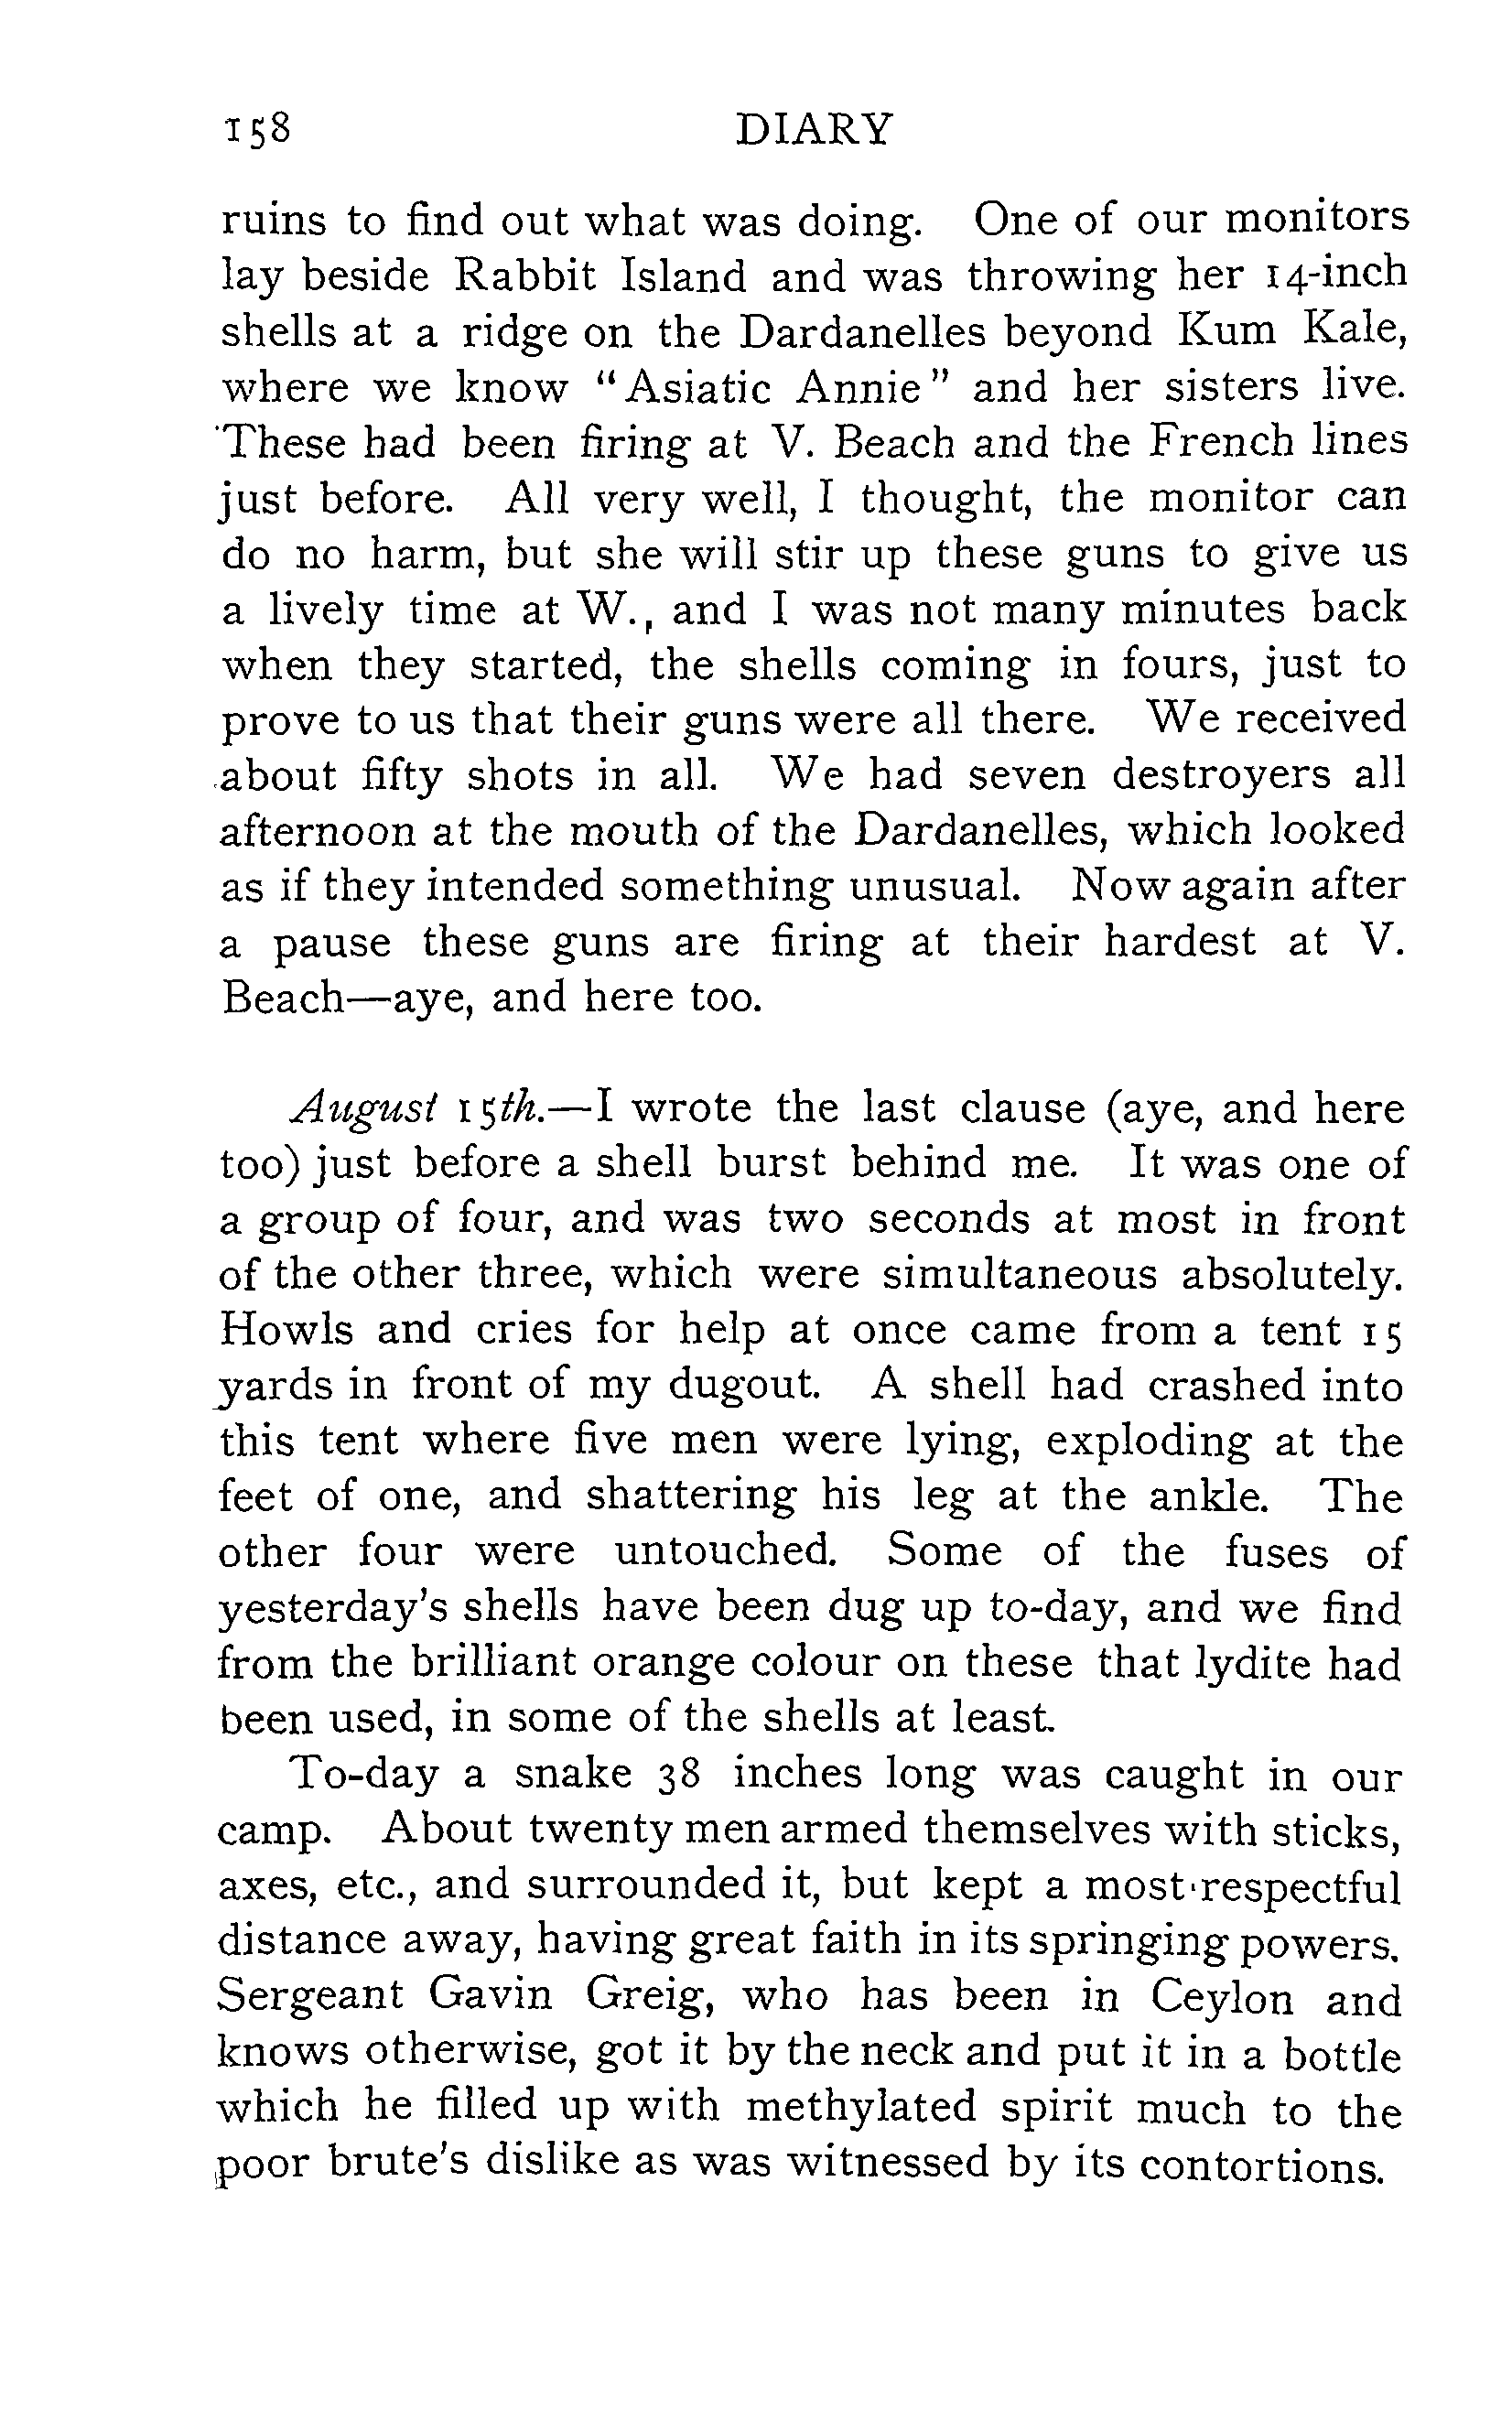 158 DIARY
ruins to find out what was doing. One of our monitors
lay beside Rabbit Island and was throwing her 14-inch
shells at a ridge on the Dardanelles beyond Kum Kale,
where we know "Asiatic Annie" and her sisters live.
These had been firing at V. Beach and the French lines
just before. All very well, I thought, the monitor can
do no harm, but she will stir up these guns to give us
a lively time at W., and I was not many minutes back
when they started, the shells coming in fours, just to
prove to us that their guns were all there. We received
about fifty shots in all. We had seven destroyers all
afternoon at the mouth of the Dardanelles, which looked
as if they intended something unusual. Now again after
a pause these guns are firing at their hardest at V.
Beach—aye, and here too.
August 15th.—I wrote the last clause (aye, and here
too) just before a shell burst behind me. It was one of
a group of four, and was two seconds at most in front
of the other three, which were simultaneous absolutely.
Howls and cries for help at once came from a tent 15
yards in front of my dugout. A shell had crashed into
this tent where five men were lying, exploding at the
feet of one, and shattering his leg at the ankle. The
other four were untouched. Some of the fuses of
yesterday's shells have been dug up to-day, and we find
from the brilliant orange colour on these that lydite had
been used, in some of the shells at least.
To-day a snake 38 inches long was caught in our
camp. About twenty men armed themselves with sticks,
axes, etc., and surrounded it, but kept a most respectful
distance away, having great faith in its springing powers.
Sergeant Gavin Greig, who has been in Ceylon and
knows otherwise, got it by the neck and put it in a bottle
which he filled up with methylated spirit much to the
poor brute's dislike as was witnessed by its contortions.